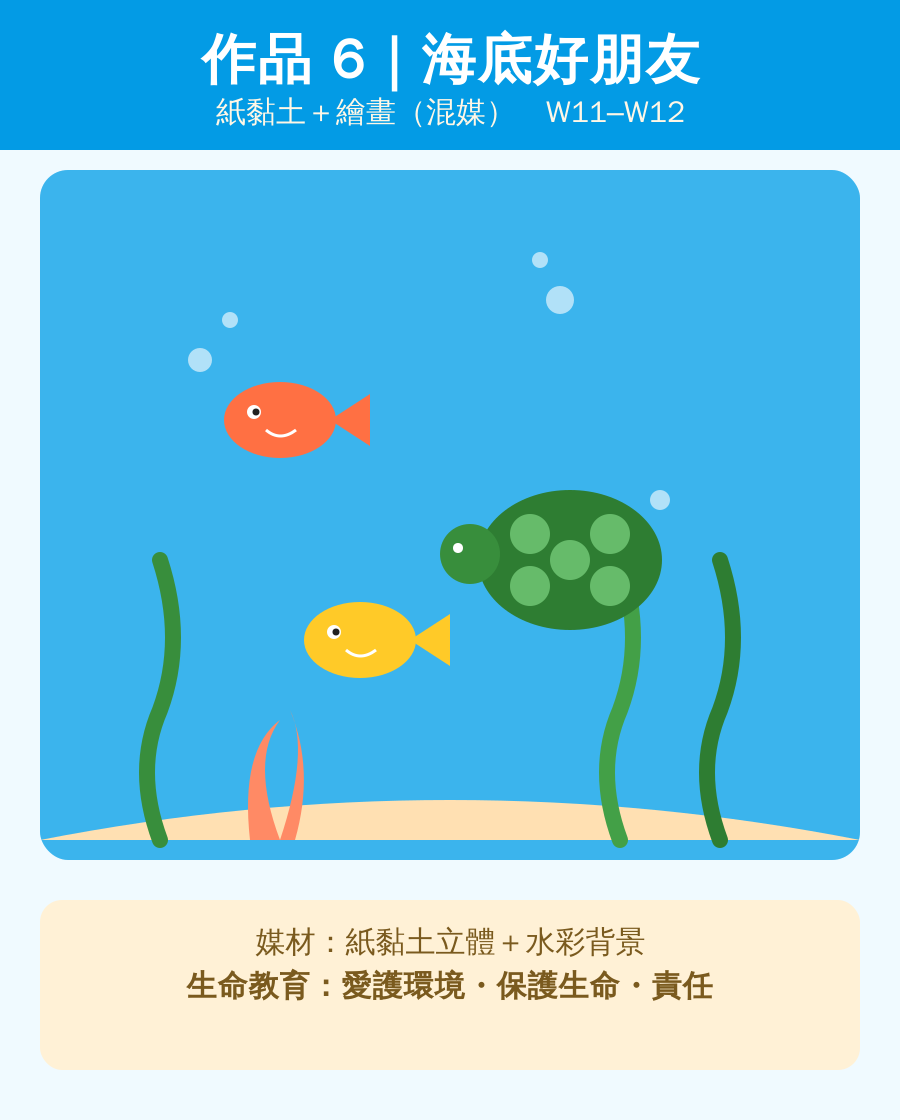 作品 6｜海底好朋友
紙黏土＋繪畫（混媒）　W11–W12
媒材：紙黏土立體＋水彩背景
生命教育：愛護環境・保護生命・責任